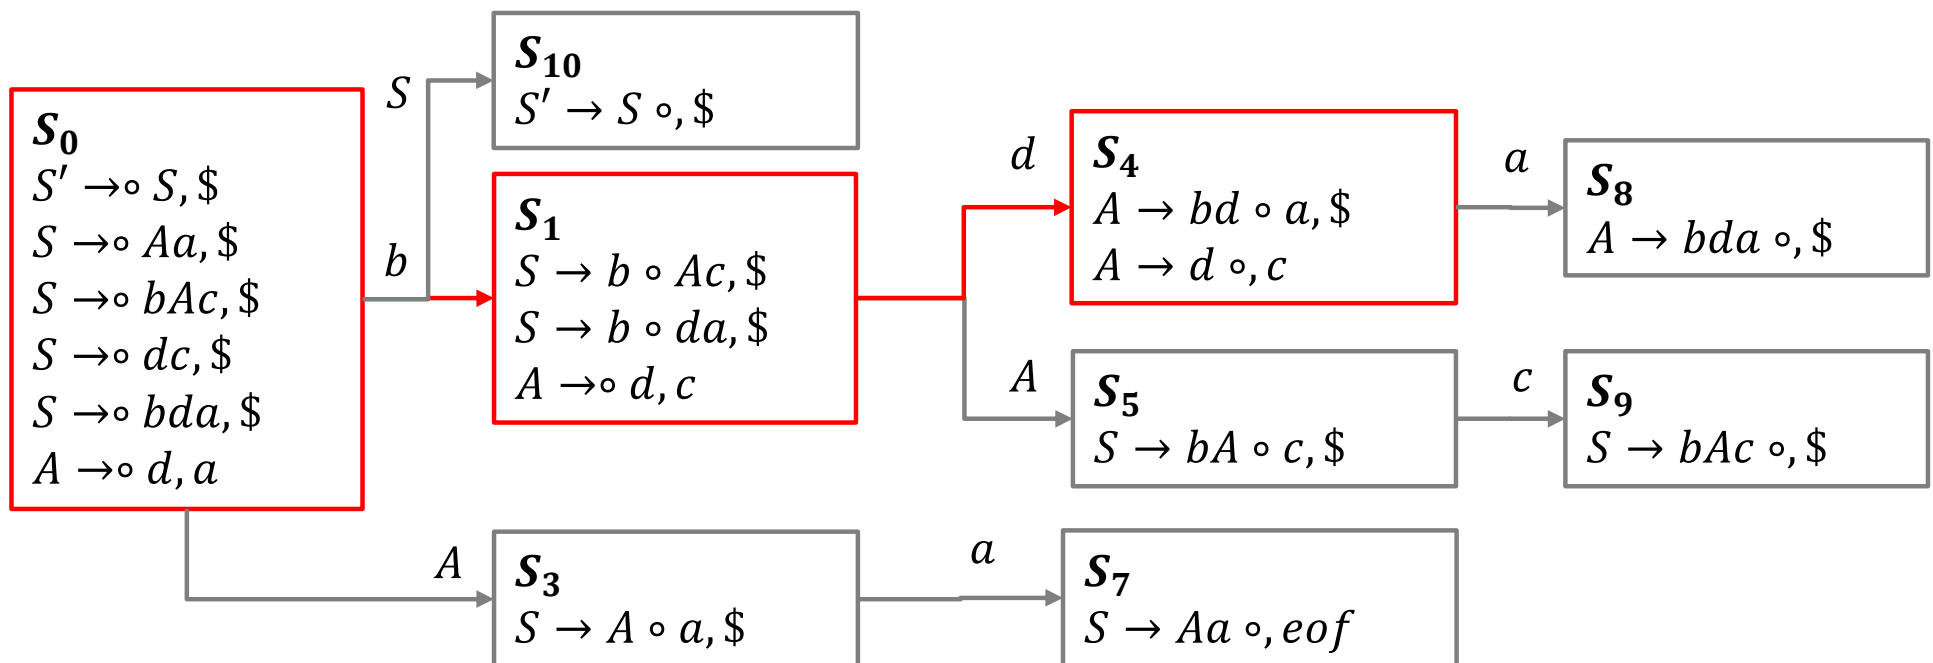 S₁₀
S′ → S ∘, $
S
S₀
S′ →∘ S, $
S →∘ Aa, $
S →∘ bAc, $
S →∘ dc, $
S →∘ bda, $
A →∘ d, a
b
S₁
S → b ∘ Ac, $
S → b ∘ da, $
A →∘ d, c
d
S₄
A → bd ∘ a, $
A → d ∘, c
a
S₈
A → bda ∘, $
A
S₅
S → bA ∘ c, $
c
S₉
S → bAc ∘, $
A
S₃
S → A ∘ a, $
a
S₇
S → Aa ∘, eof